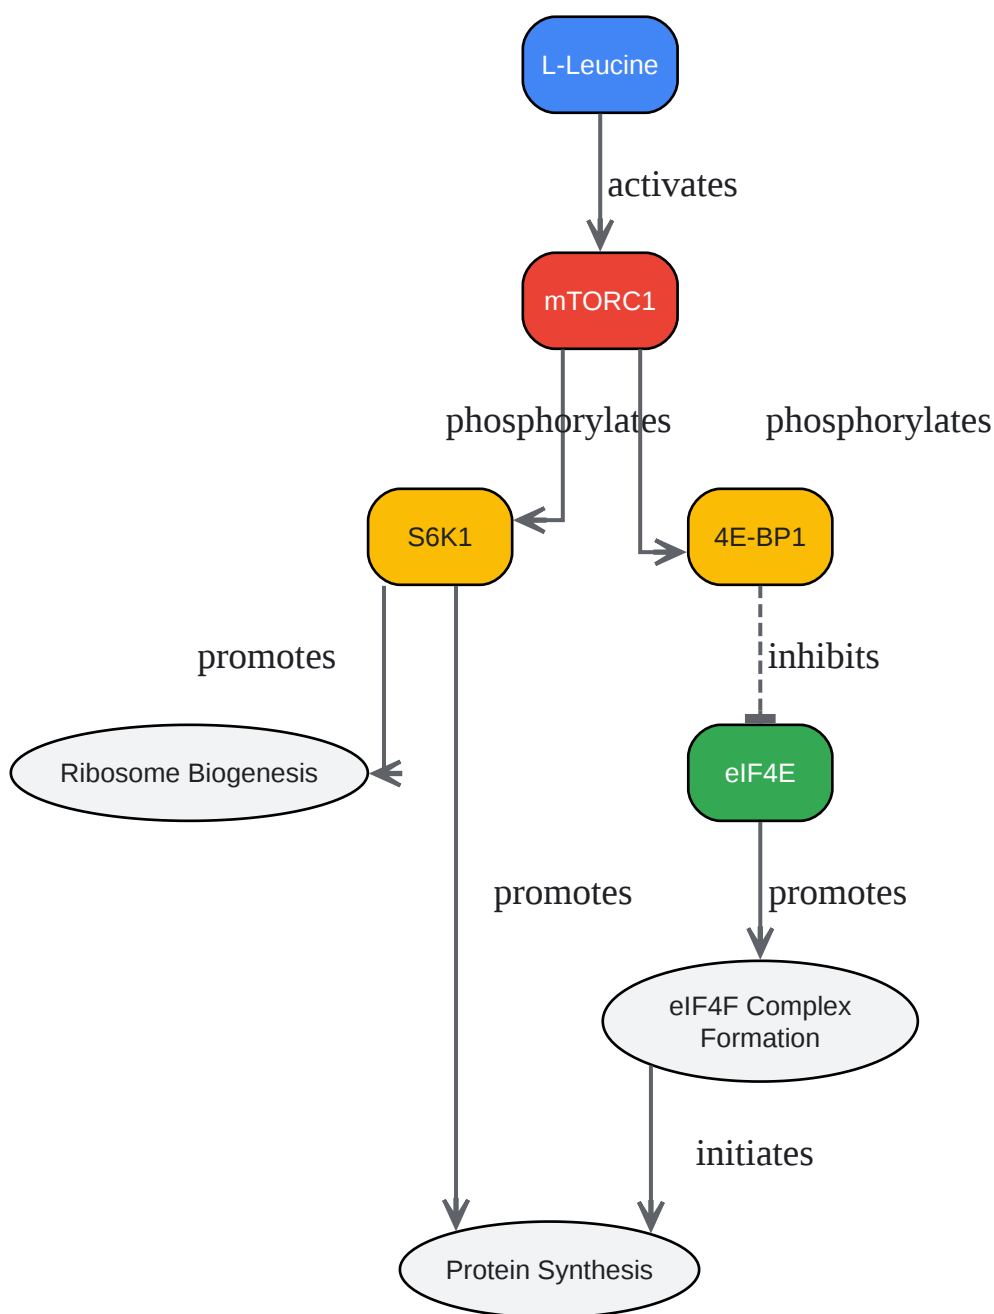 L-Leucine
activates
mTORC1
phosphorylates
phosphorylates
S6K1
4E-BP1
promotes
inhibits
Ribosome Biogenesis
eIF4E
promotes
promotes
eIF4F Complex
Formation
initiates
Protein Synthesis